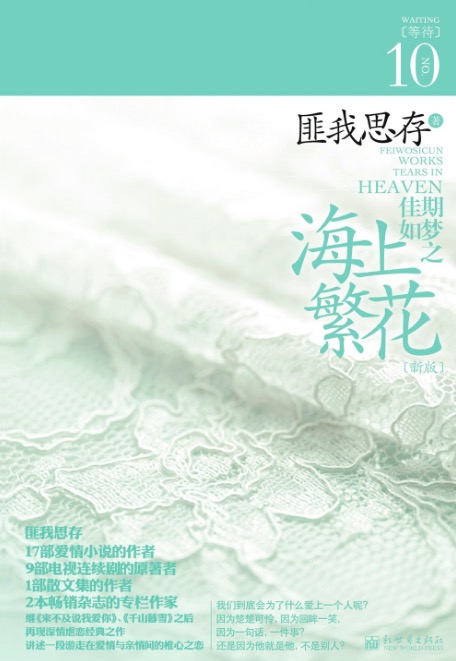 WAITING
〔等待〕
10 NO.
匪我思存 著
FEIWOSICUN
WORKS
TEARS IN
HEAVEN
佳期如梦之
海上
繁花
〔新版〕
匪我思存
17部爱情小说的作者
9部电视连续剧的原著者
1部散文集的作者
2本畅销杂志的专栏作家
继《来不及说我爱你》、《千山暮雪》之后
再现深情虐恋经典之作
讲述一段游走在爱情与亲情间的椎心之恋
我们到底会为了什么爱上一个人呢?
因为楚楚可怜,因为回眸一笑,
因为一句话,一件事?
还是因为他就是他,不是别人?
新世界出版社
NEW WORLD PRESS